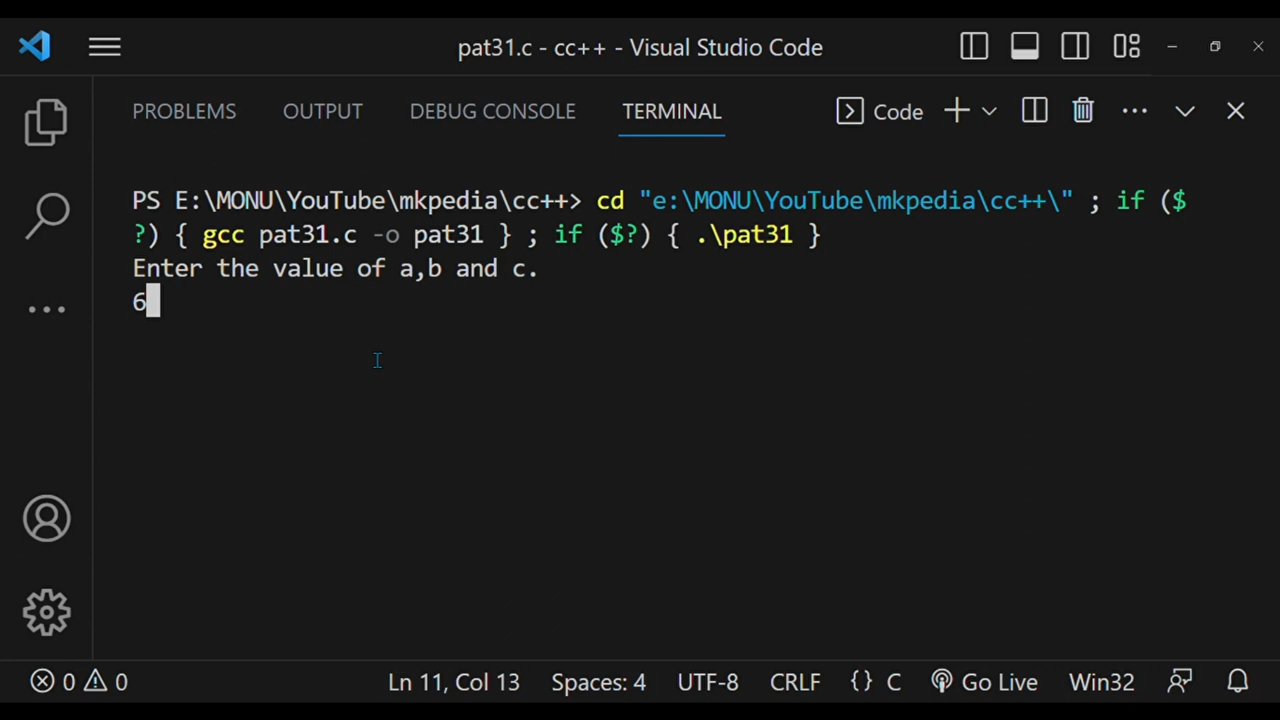 pat31.c - cc++ - Visual Studio Code
PROBLEMS OUTPUT DEBUG CONSOLE TERMINAL Code
PS E:\MONU\YouTube\mkpedia\cc++> cd "e:\MONU\YouTube\mkpedia\cc++\" ; if ($
?) { gcc pat31.c -o pat31 } ; if ($?) { .\pat31 }
Enter the value of a,b and c.
6
0 0 Ln 11, Col 13 Spaces: 4 UTF-8 CRLF {} C Go Live Win32